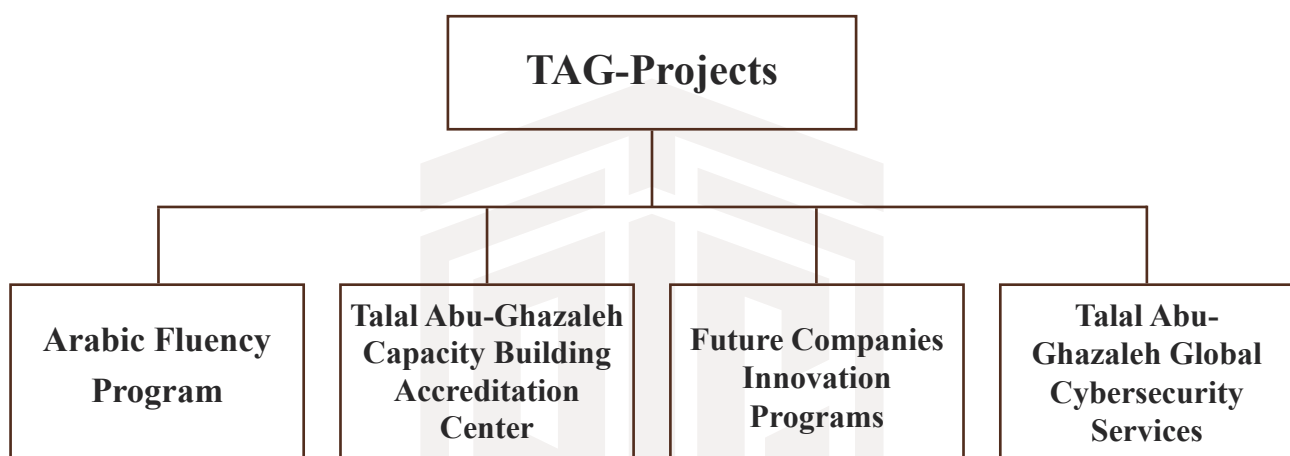 TAG-Projects
Arabic Fluency
Program
Talal Abu-Ghazaleh
Capacity Building
Accreditation
Center
Future Companies
Innovation
Programs
Talal Abu-
Ghazaleh Global
Cybersecurity
Services